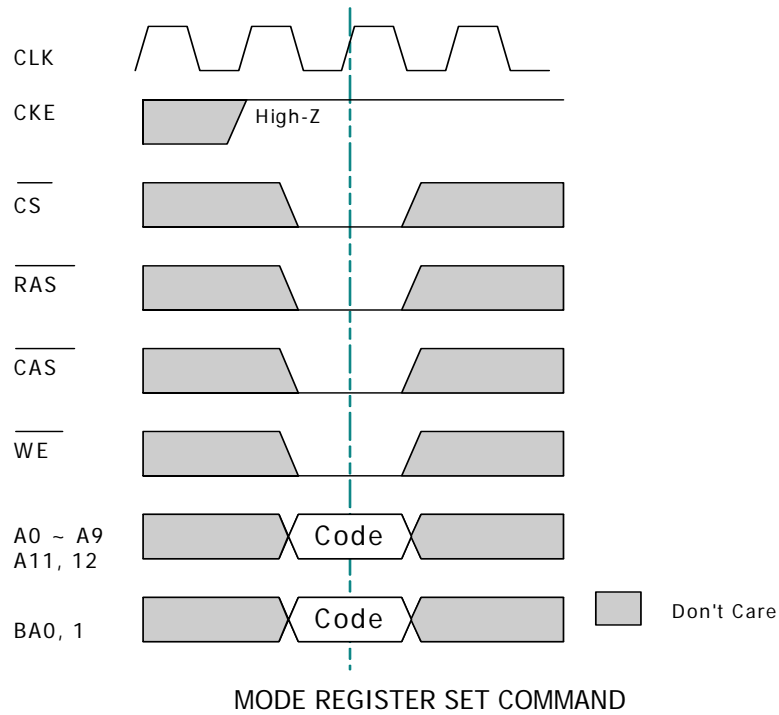 CLK
CKE
High-Z
CS
RAS
CAS
WE
A0 ~ A9
A11, 12
Code
BA0, 1
Code
Don't Care
MODE REGISTER SET COMMAND